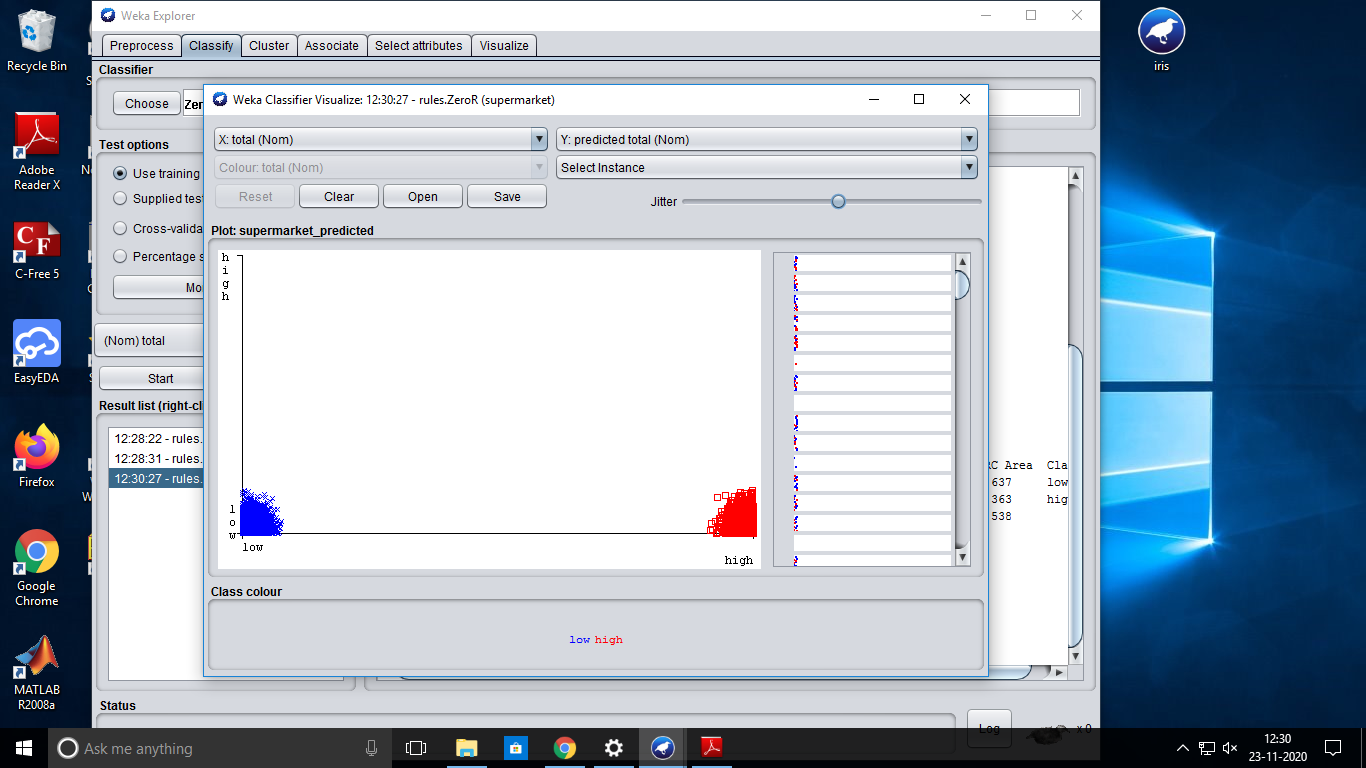 Recycle Bin
Adobe
Reader X
C-Free 5
EasyEDA
Firefox
Google
Chrome
MATLAB
R2008a
iris
Weka Explorer
Preprocess Classify Cluster Associate Select attributes Visualize
Classifier
Choose Zer
Test options
Use training
Supplied test
Cross-valida
Percentage s
Mo
(Nom) total
Start
Result list (right-cl
12:28:22 - rules.
12:28:31 - rules.
12:30:27 - rules.
Weka Classifier Visualize: 12:30:27 - rules.ZeroR (supermarket)
X: total (Nom) Y: predicted total (Nom)
Colour: total (Nom) Select Instance
Reset Clear Open Save Jitter
Plot: supermarket_predicted
high
low
low
high
Class colour
low high
RC Area Cla
637 low
363 hig
538
Status
Log x 0
Ask me anything
12:30
23-11-2020